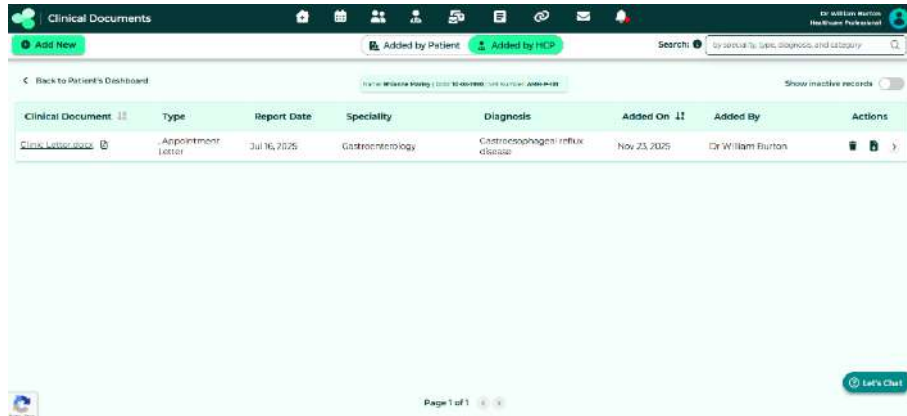 Clinical Documents
Dr William Burton
Healthcare Professional
Add New
Added by Patient
Added by HCP
Search:
by speciality, type, diagnosis, and category
Back to Patient's Dashboard
Name:
Show inactive records
Clinical Document Type Report Date Speciality Diagnosis Added On Added By Actions
Clinic Letter.docx Appointment Letter Jul 16, 2025 Gastroenterology Gastroesophageal reflux disease Nov 23, 2025 Dr William Burton
Let's Chat
Page 1 of 1